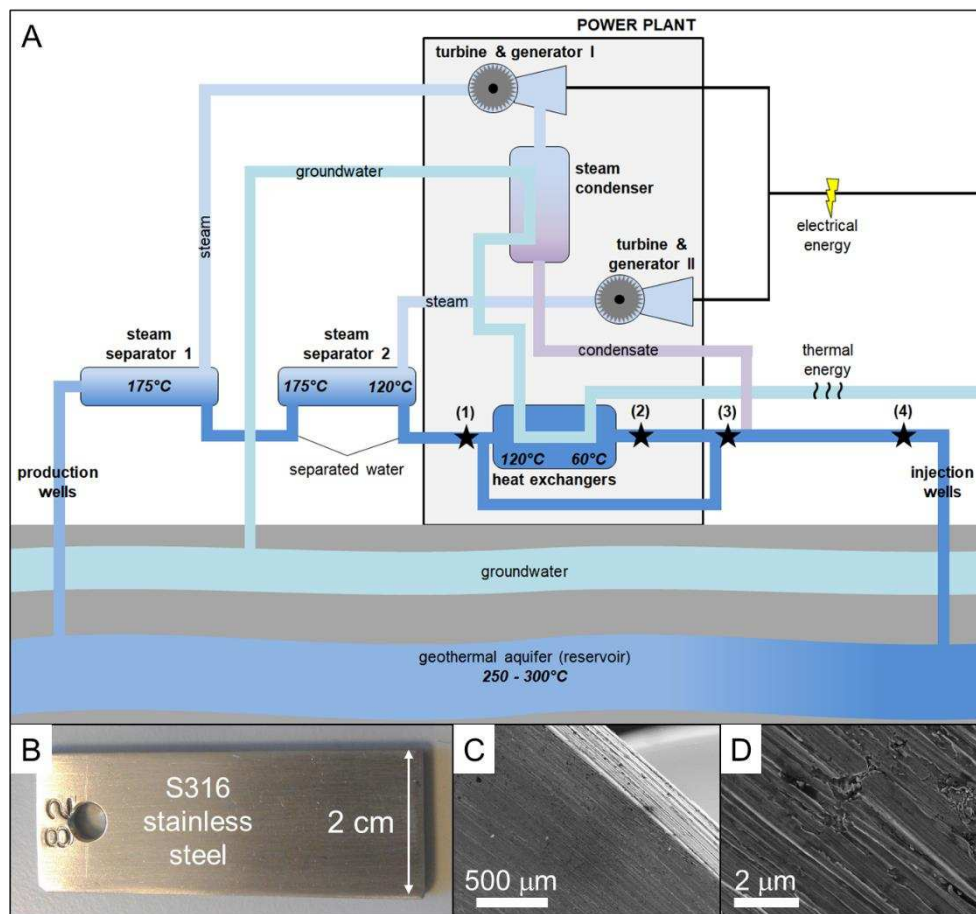 A
POWER PLANT
turbine & generator I
groundwater
steam
condenser
steam
turbine &
generator II
electrical
energy
steam
steam
separator 1
steam
separator 2
condensate
thermal
energy
175°C
175°C
120°C
(1)
(2)
(3)
(4)
separated water
120°C
60°C
heat exchangers
production
wells
injection
wells
groundwater
geothermal aquifer (reservoir)
250 - 300°C
B
82
S316
stainless
steel
2 cm
C
500 μm
D
2 μm